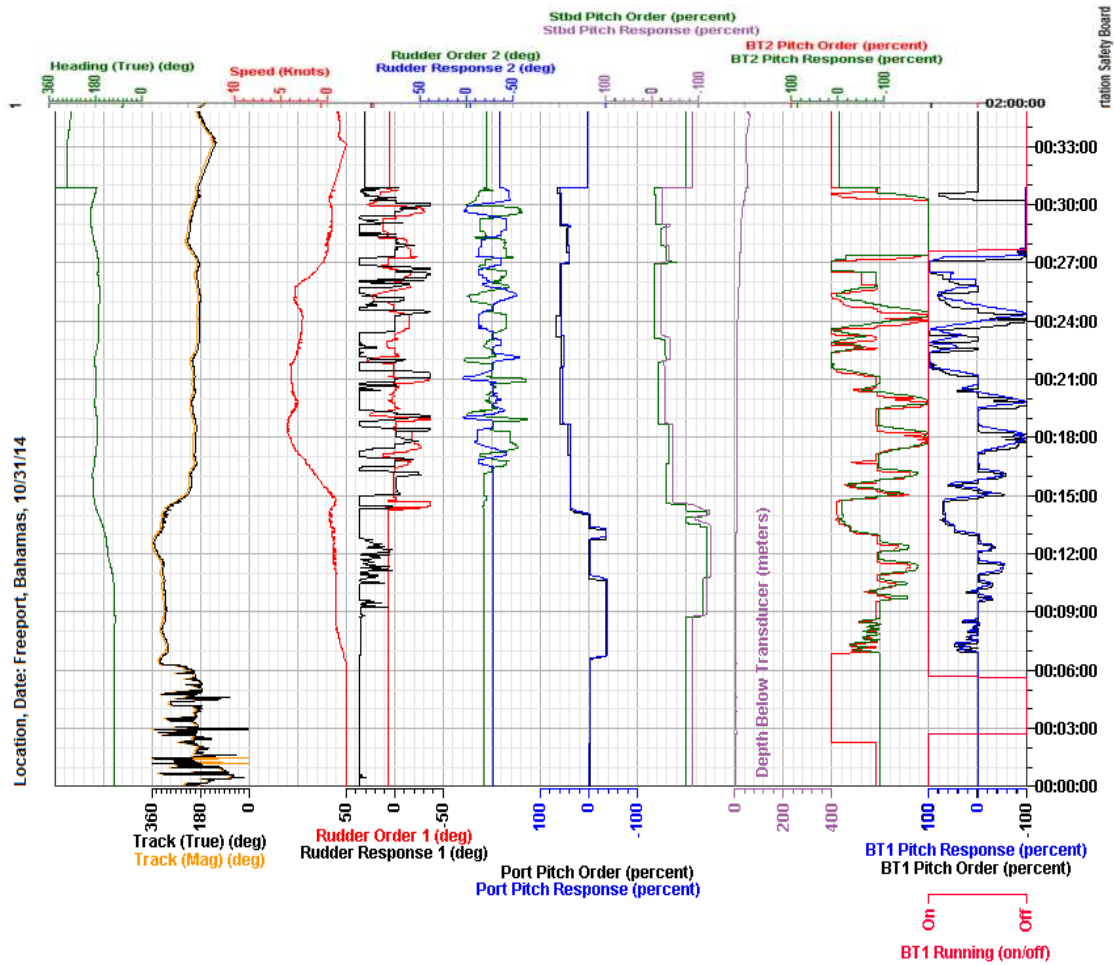 Location, Date: Freeport, Bahamas, 10/31/14
1
rtation Safety Board
Stbd Pitch Order (percent)
Stbd Pitch Response (percent)
Heading (True) (deg)
Speed (Knots)
Rudder Order 2 (deg)
Rudder Response 2 (deg)
BT2 Pitch Order (percent)
BT2 Pitch Response (percent)
360
180
0
10
5
0
50
0
-50
100
0
-100
100
0
-100
02:00:00
00:33:00
00:30:00
00:27:00
00:24:00
00:21:00
00:18:00
00:15:00
00:12:00
00:09:00
00:06:00
00:03:00
00:00:00
Depth Below Transducer (meters)
360
180
0
50
0
-50
100
0
-100
0
200
400
100
0
-100
Track (True) (deg)
Track (Mag) (deg)
Rudder Order 1 (deg)
Rudder Response 1 (deg)
Port Pitch Order (percent)
Port Pitch Response (percent)
BT1 Pitch Response (percent)
BT1 Pitch Order (percent)
On
Off
BT1 Running (on/off)